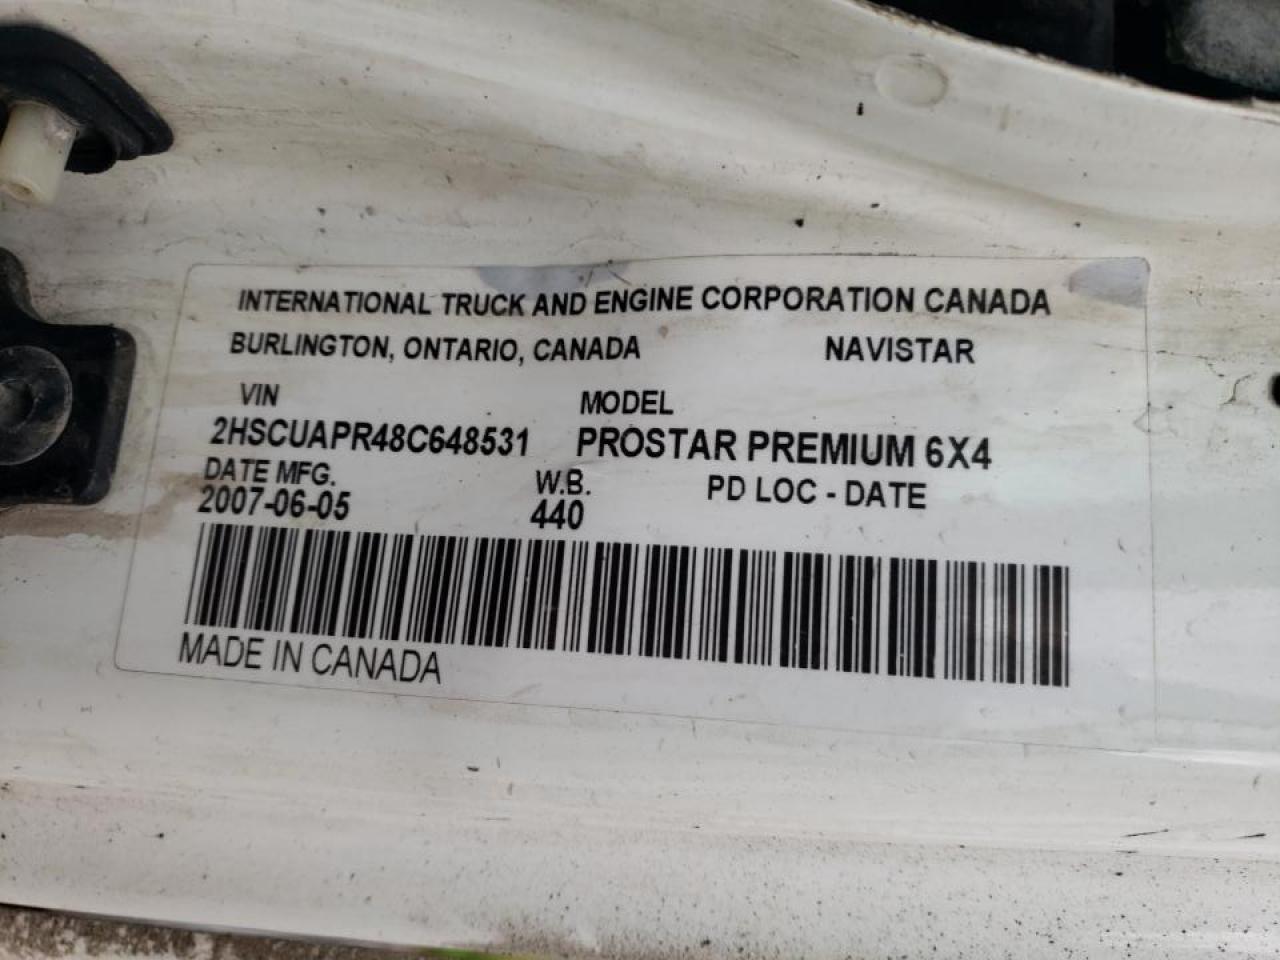 INTERNATIONAL TRUCK AND ENGINE CORPORATION CANADA
BURLINGTON, ONTARIO, CANADA NAVISTAR
VIN MODEL
2HSCUAPR48C648531 PROSTAR PREMIUM 6X4
DATE MFG. W.B. PD LOC - DATE
2007-06-05 440
MADE IN CANADA